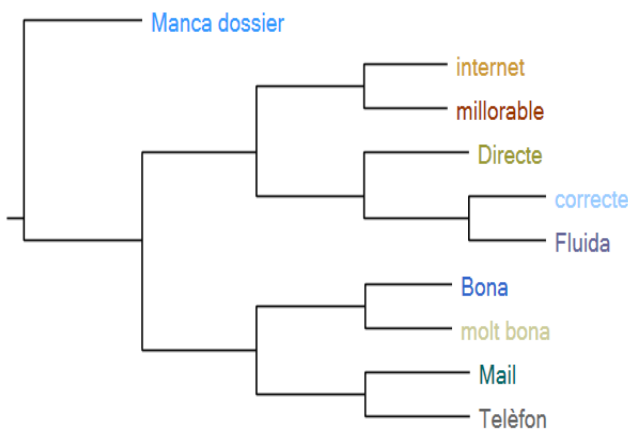 Manca dossier
internet
millorable
Directe
correcte
Fluida
Bona
molt bona
Mail
Telèfon